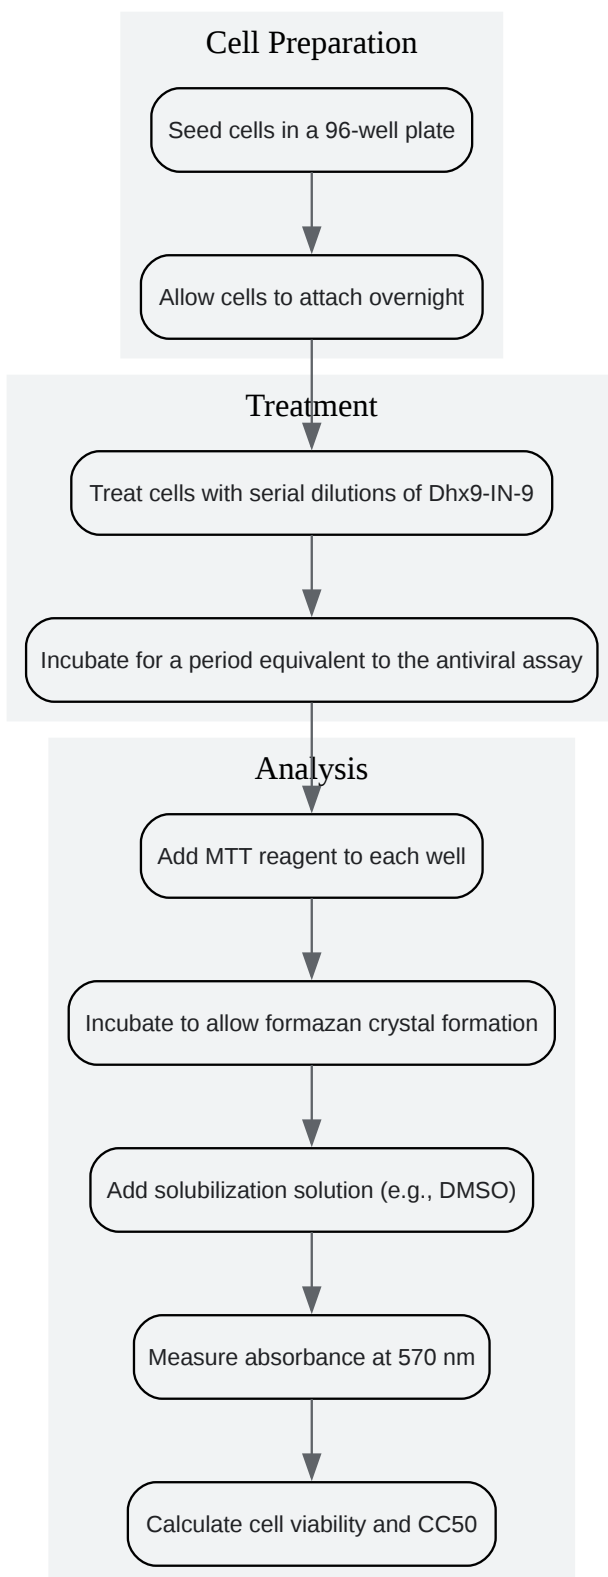 Cell Preparation
Seed cells in a 96-well plate
Allow cells to attach overnight
Treatment
Treat cells with serial dilutions of Dhx9-IN-9
Incubate for a period equivalent to the antiviral assay
Analysis
Add MTT reagent to each well
Incubate to allow formazan crystal formation
Add solubilization solution (e.g., DMSO)
Measure absorbance at 570 nm
Calculate cell viability and CC50